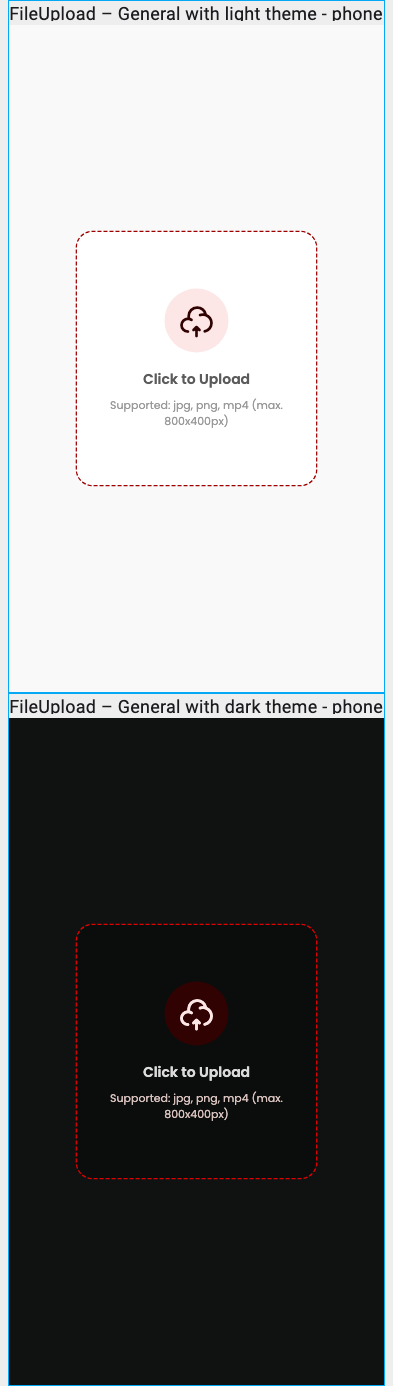 FileUpload – General with light theme - phone
Click to Upload
Supported: jpg, png, mp4 (max.
800x400px)
FileUpload – General with dark theme - phone
Click to Upload
Supported: jpg, png, mp4 (max.
800x400px)